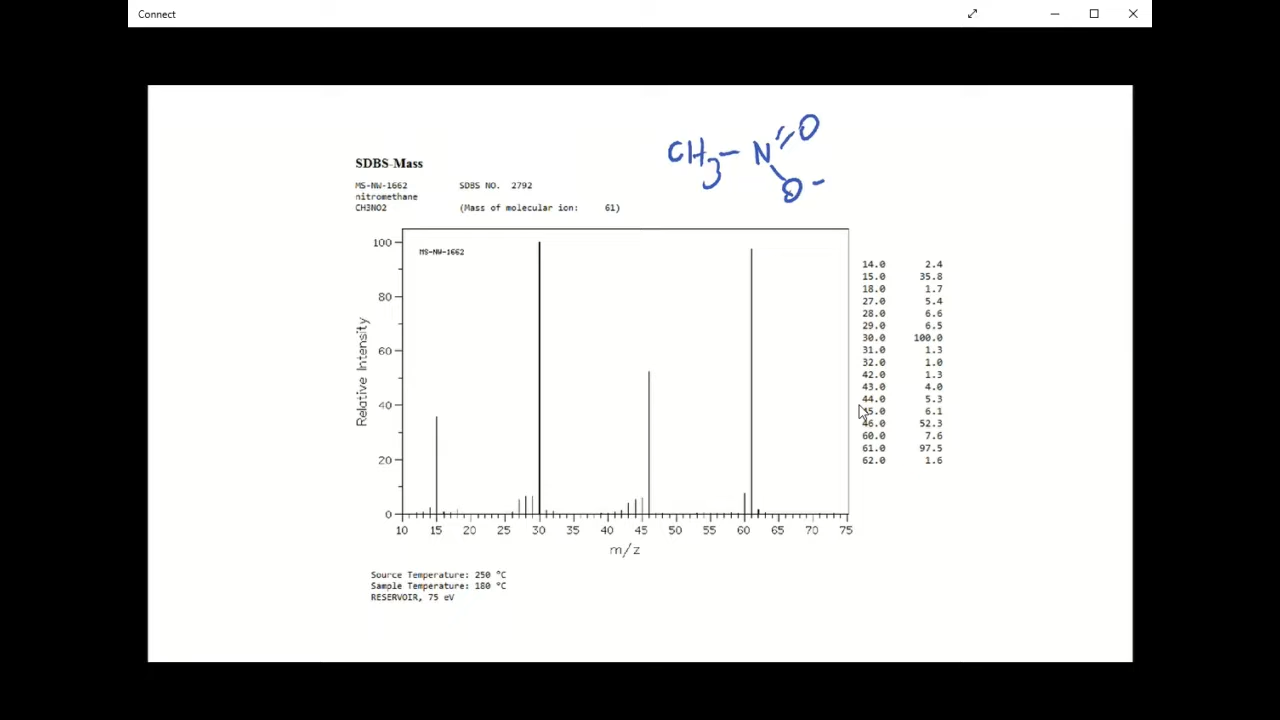 Connect
CH3-N=O
O-
SDBS-Mass
MS-NW-1662 SDBS NO. 2792
nitromethane
CH3NO2 (Mass of molecular ion: 61)
MS-NW-1662
Relative Intensity
100
80
60
40
20
0
10 15 20 25 30 35 40 45 50 55 60 65 70 75
m/z
14.0 2.4
15.0 35.8
18.0 1.7
27.0 5.4
28.0 6.6
29.0 6.5
30.0 100.0
31.0 1.3
32.0 1.0
42.0 1.3
43.0 4.0
44.0 5.3
5.0 6.1
46.0 52.3
60.0 7.6
61.0 97.5
62.0 1.6
Source Temperature: 250 °C
Sample Temperature: 180 °C
RESERVOIR, 75 eV